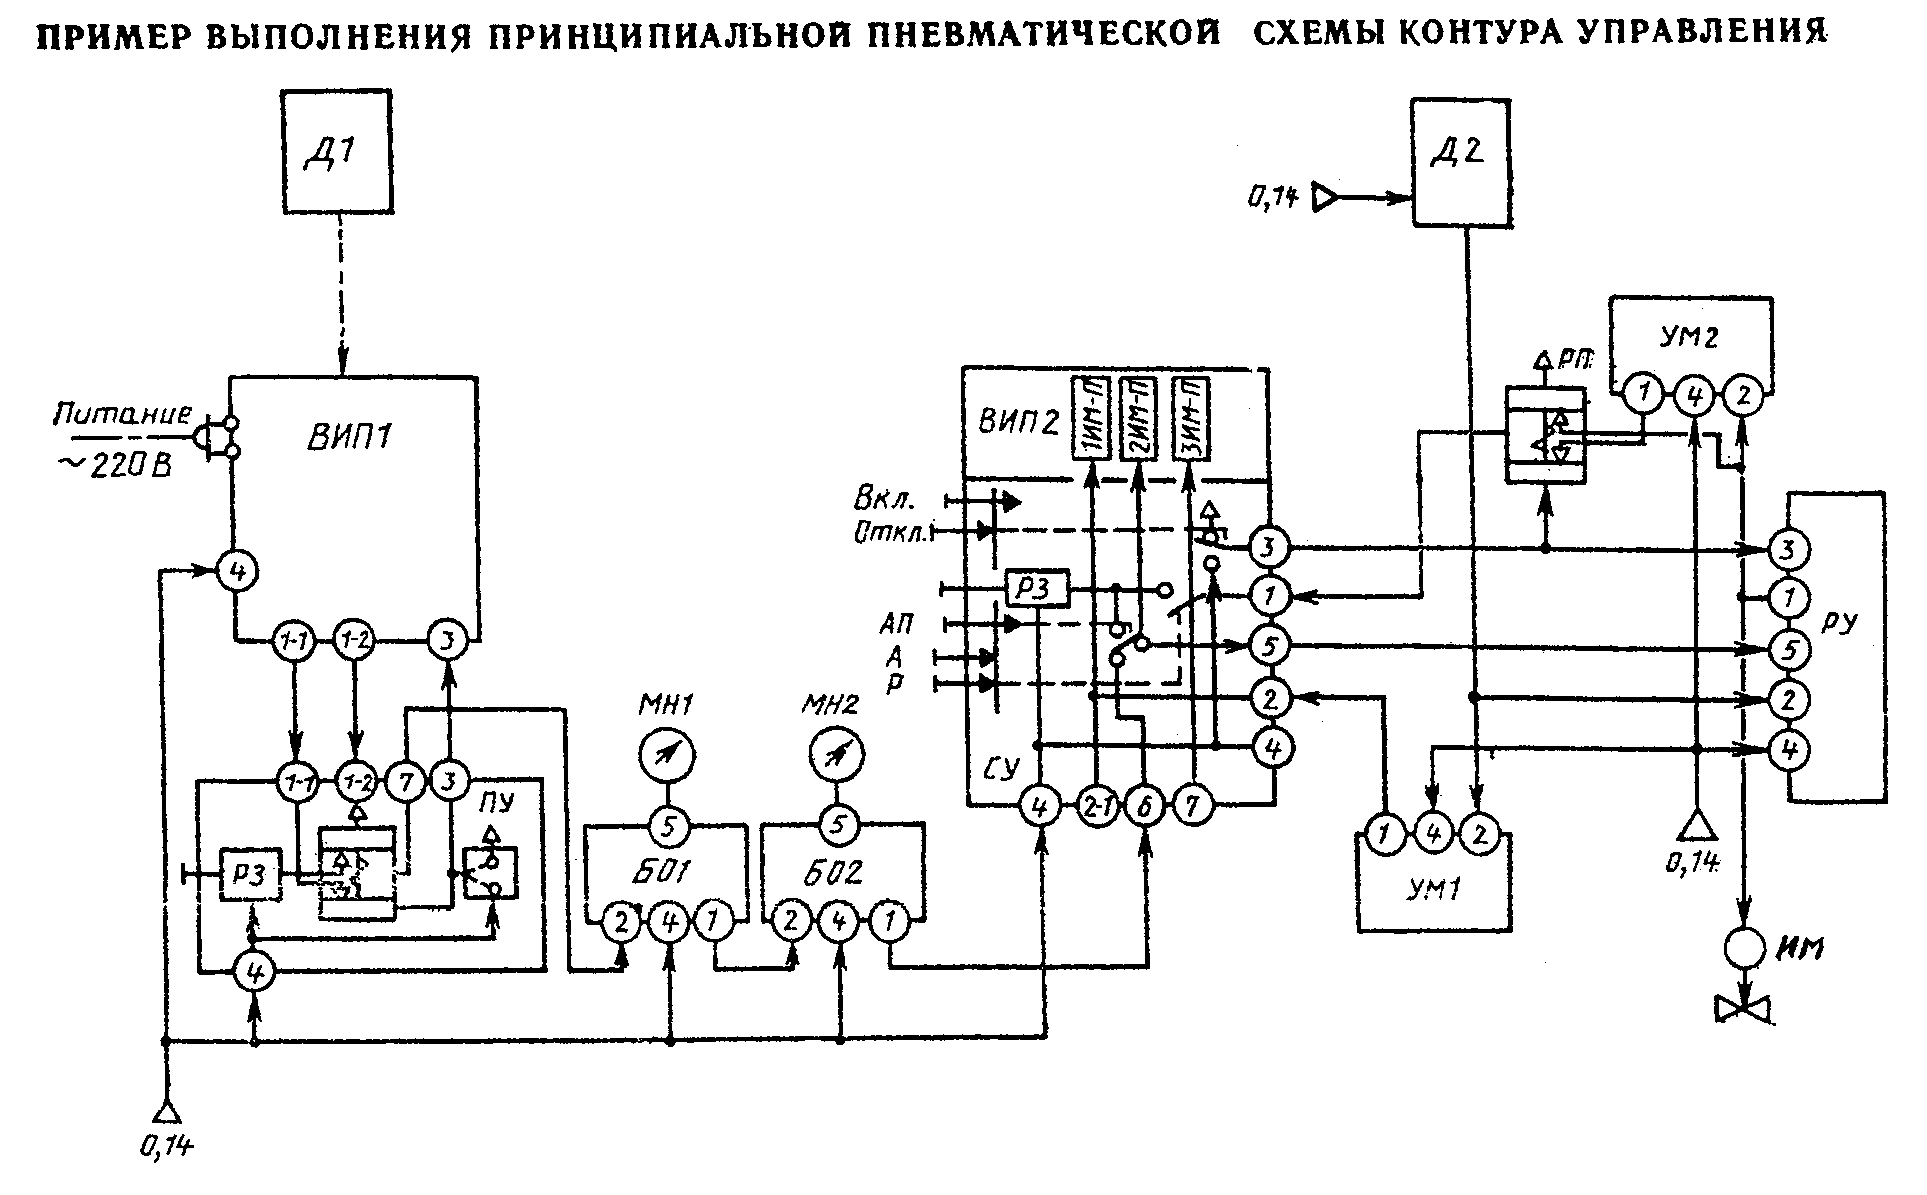 ПРИМЕР ВЫПОЛНЕНИЯ ПРИНЦИПИАЛЬНОЙ ПНЕВМАТИЧЕСКОЙ СХЕМЫ КОНТУРА УПРАВЛЕНИЯ
Д1
Питание
~220В
ВИП1
4
1-1
1-2
3
1-1
1-2
7
3
ПУ
РЗ
4
0,14
МН1
5
БО1
2
4
1
МН2
5
БО2
2
4
1
ВИП2
1ИМ-П
2ИМ-П
3ИМ-П
Вкл.
Откл.
РЗ
АП
А
Р
СУ
3
1
5
2
4
4
2-1
6
7
0,14
Д2
РП
УМ2
1
4
2
3
1
5
2
4
РУ
1
4
2
УМ1
0,14
ИМ